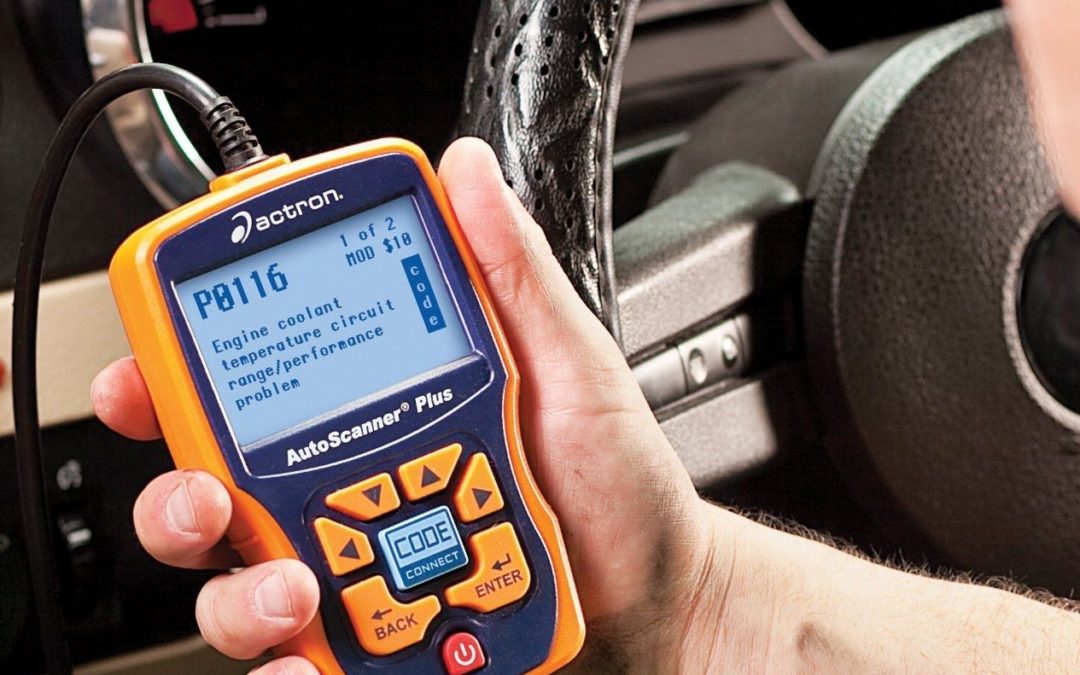 actron.
1 of 2
P0116
MOD $10
code
Engine coolant
temperature circuit
range/performance
problem
AutoScanner® Plus
CODE
CONNECT
BACK
ENTER